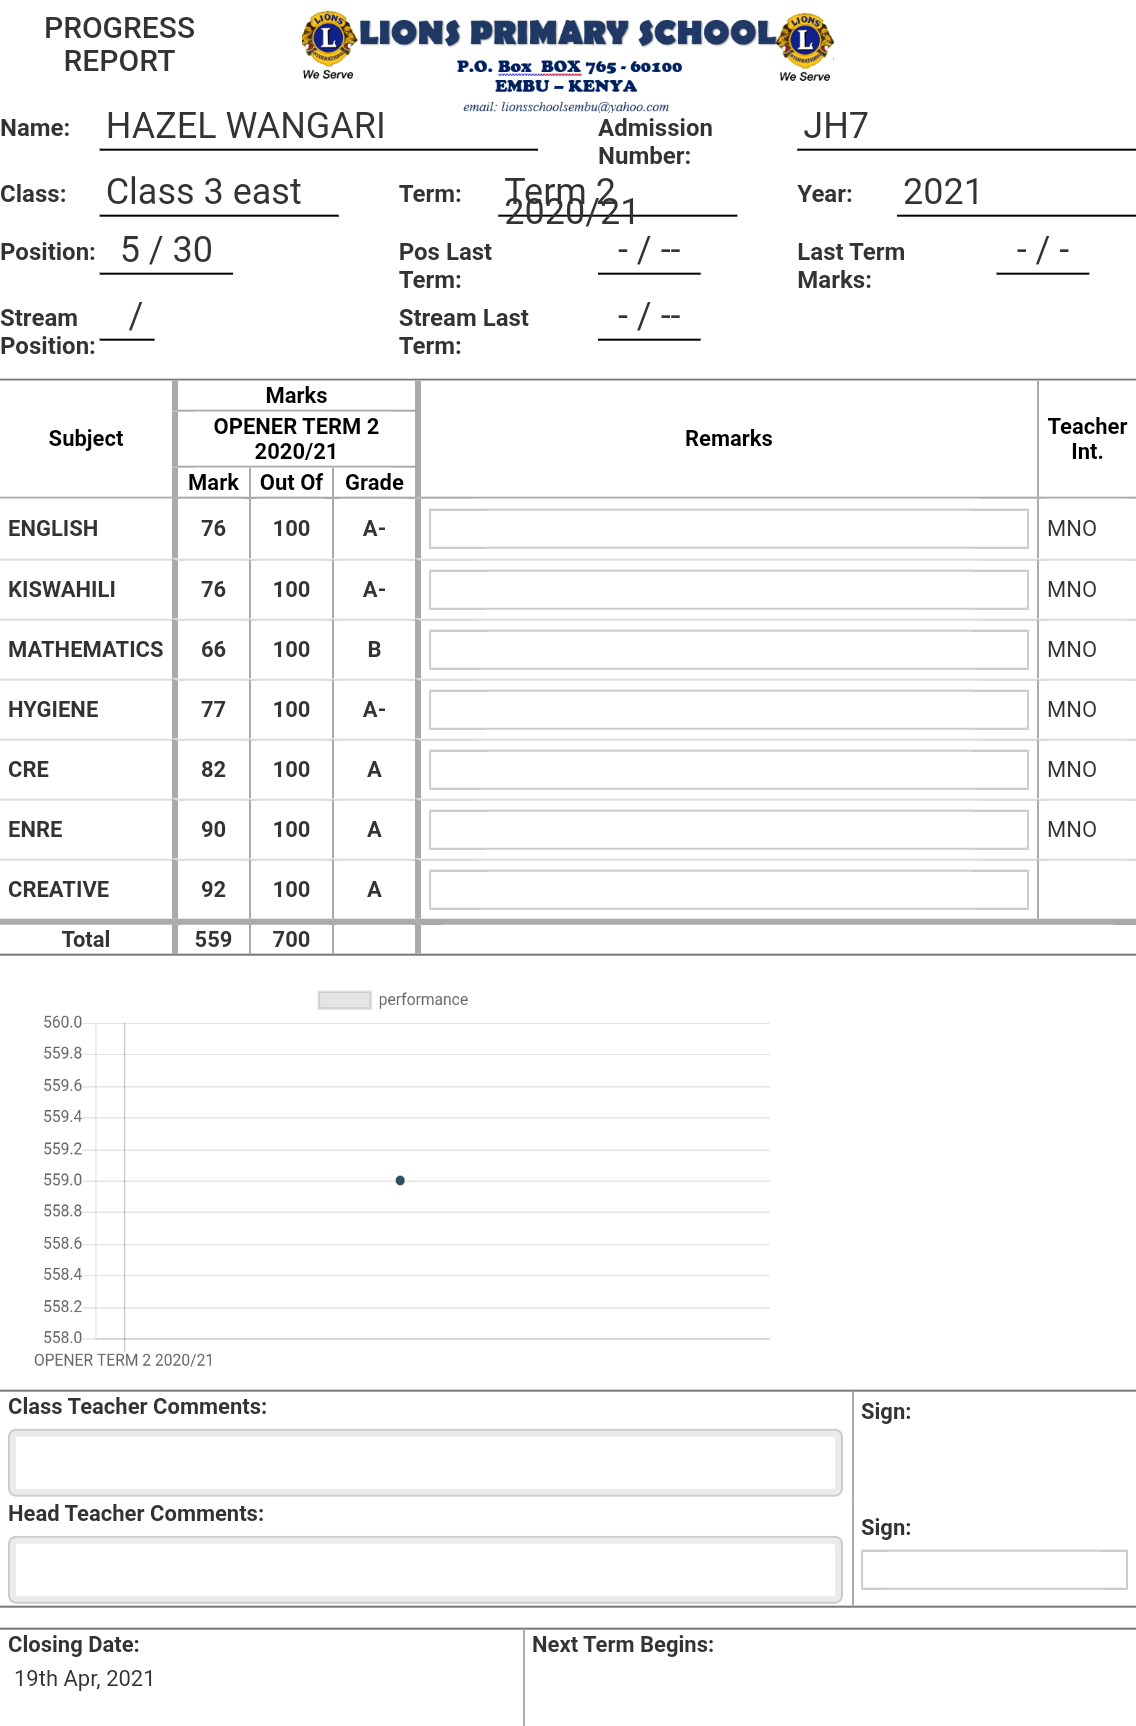 PROGRESS
REPORT
LIONS
INTERNATIONAL
L
We Serve
LIONS PRIMARY SCHOOL
P.O. Box BOX 765 - 60100
EMBU – KENYA
email: lionsschoolsembu@yahoo.com
LIONS
INTERNATIONAL
L
We Serve
Name: HAZEL WANGARI Admission Number: JH7
Class: Class 3 east Term: Term 2 2020/21 Year: 2021
Position: 5 / 30 Pos Last Term: - / -- Last Term Marks: - / -
Stream Position: / Stream Last Term: - / --
Subject Marks Remarks Teacher Int.
OPENER TERM 2 2020/21
Mark Out Of Grade
ENGLISH 76 100 A- MNO
KISWAHILI 76 100 A- MNO
MATHEMATICS 66 100 B MNO
HYGIENE 77 100 A- MNO
CRE 82 100 A MNO
ENRE 90 100 A MNO
CREATIVE 92 100 A
Total 559 700
performance
560.0
559.8
559.6
559.4
559.2
559.0
558.8
558.6
558.4
558.2
558.0
OPENER TERM 2 2020/21
Class Teacher Comments: Sign:
Head Teacher Comments: Sign:
Closing Date: Next Term Begins:
19th Apr, 2021